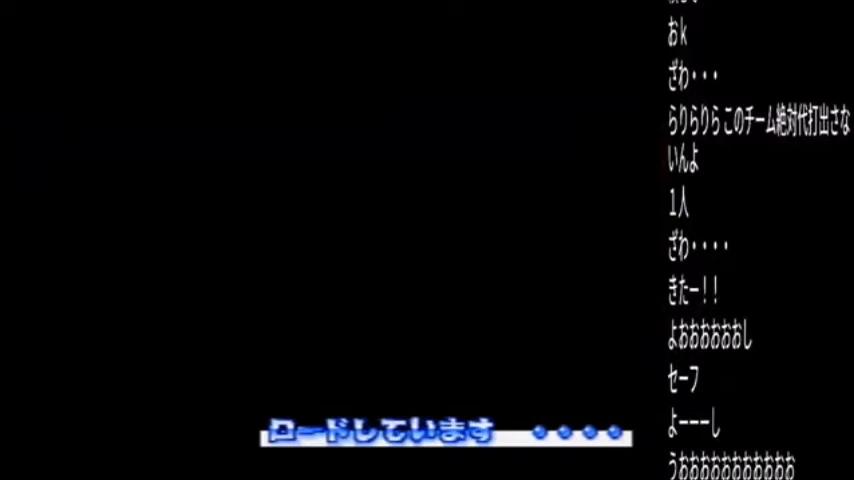 おk
ざわ・・・
らりらりら このチーム絶対代打出さな
いんよ
1人
ざわ・・・・
きたー！！
よおおおおおおし
セーフ
よーーーし
うおおおおおおおおおおお
ロードしています ・・・・